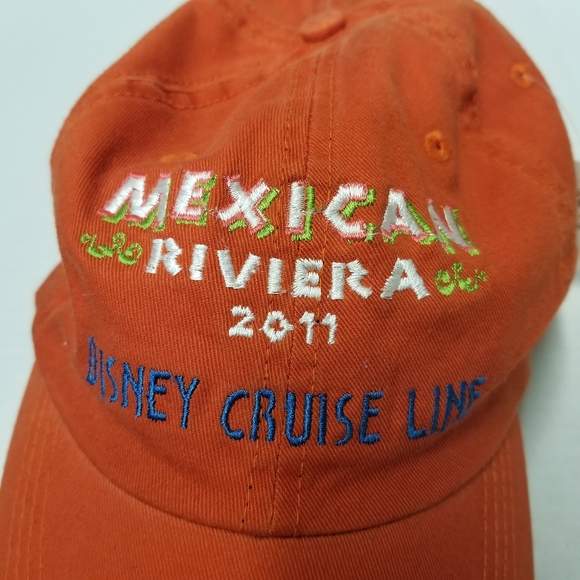 MEXICAN
RIVIERA
2011
DISNEY CRUISE LINE